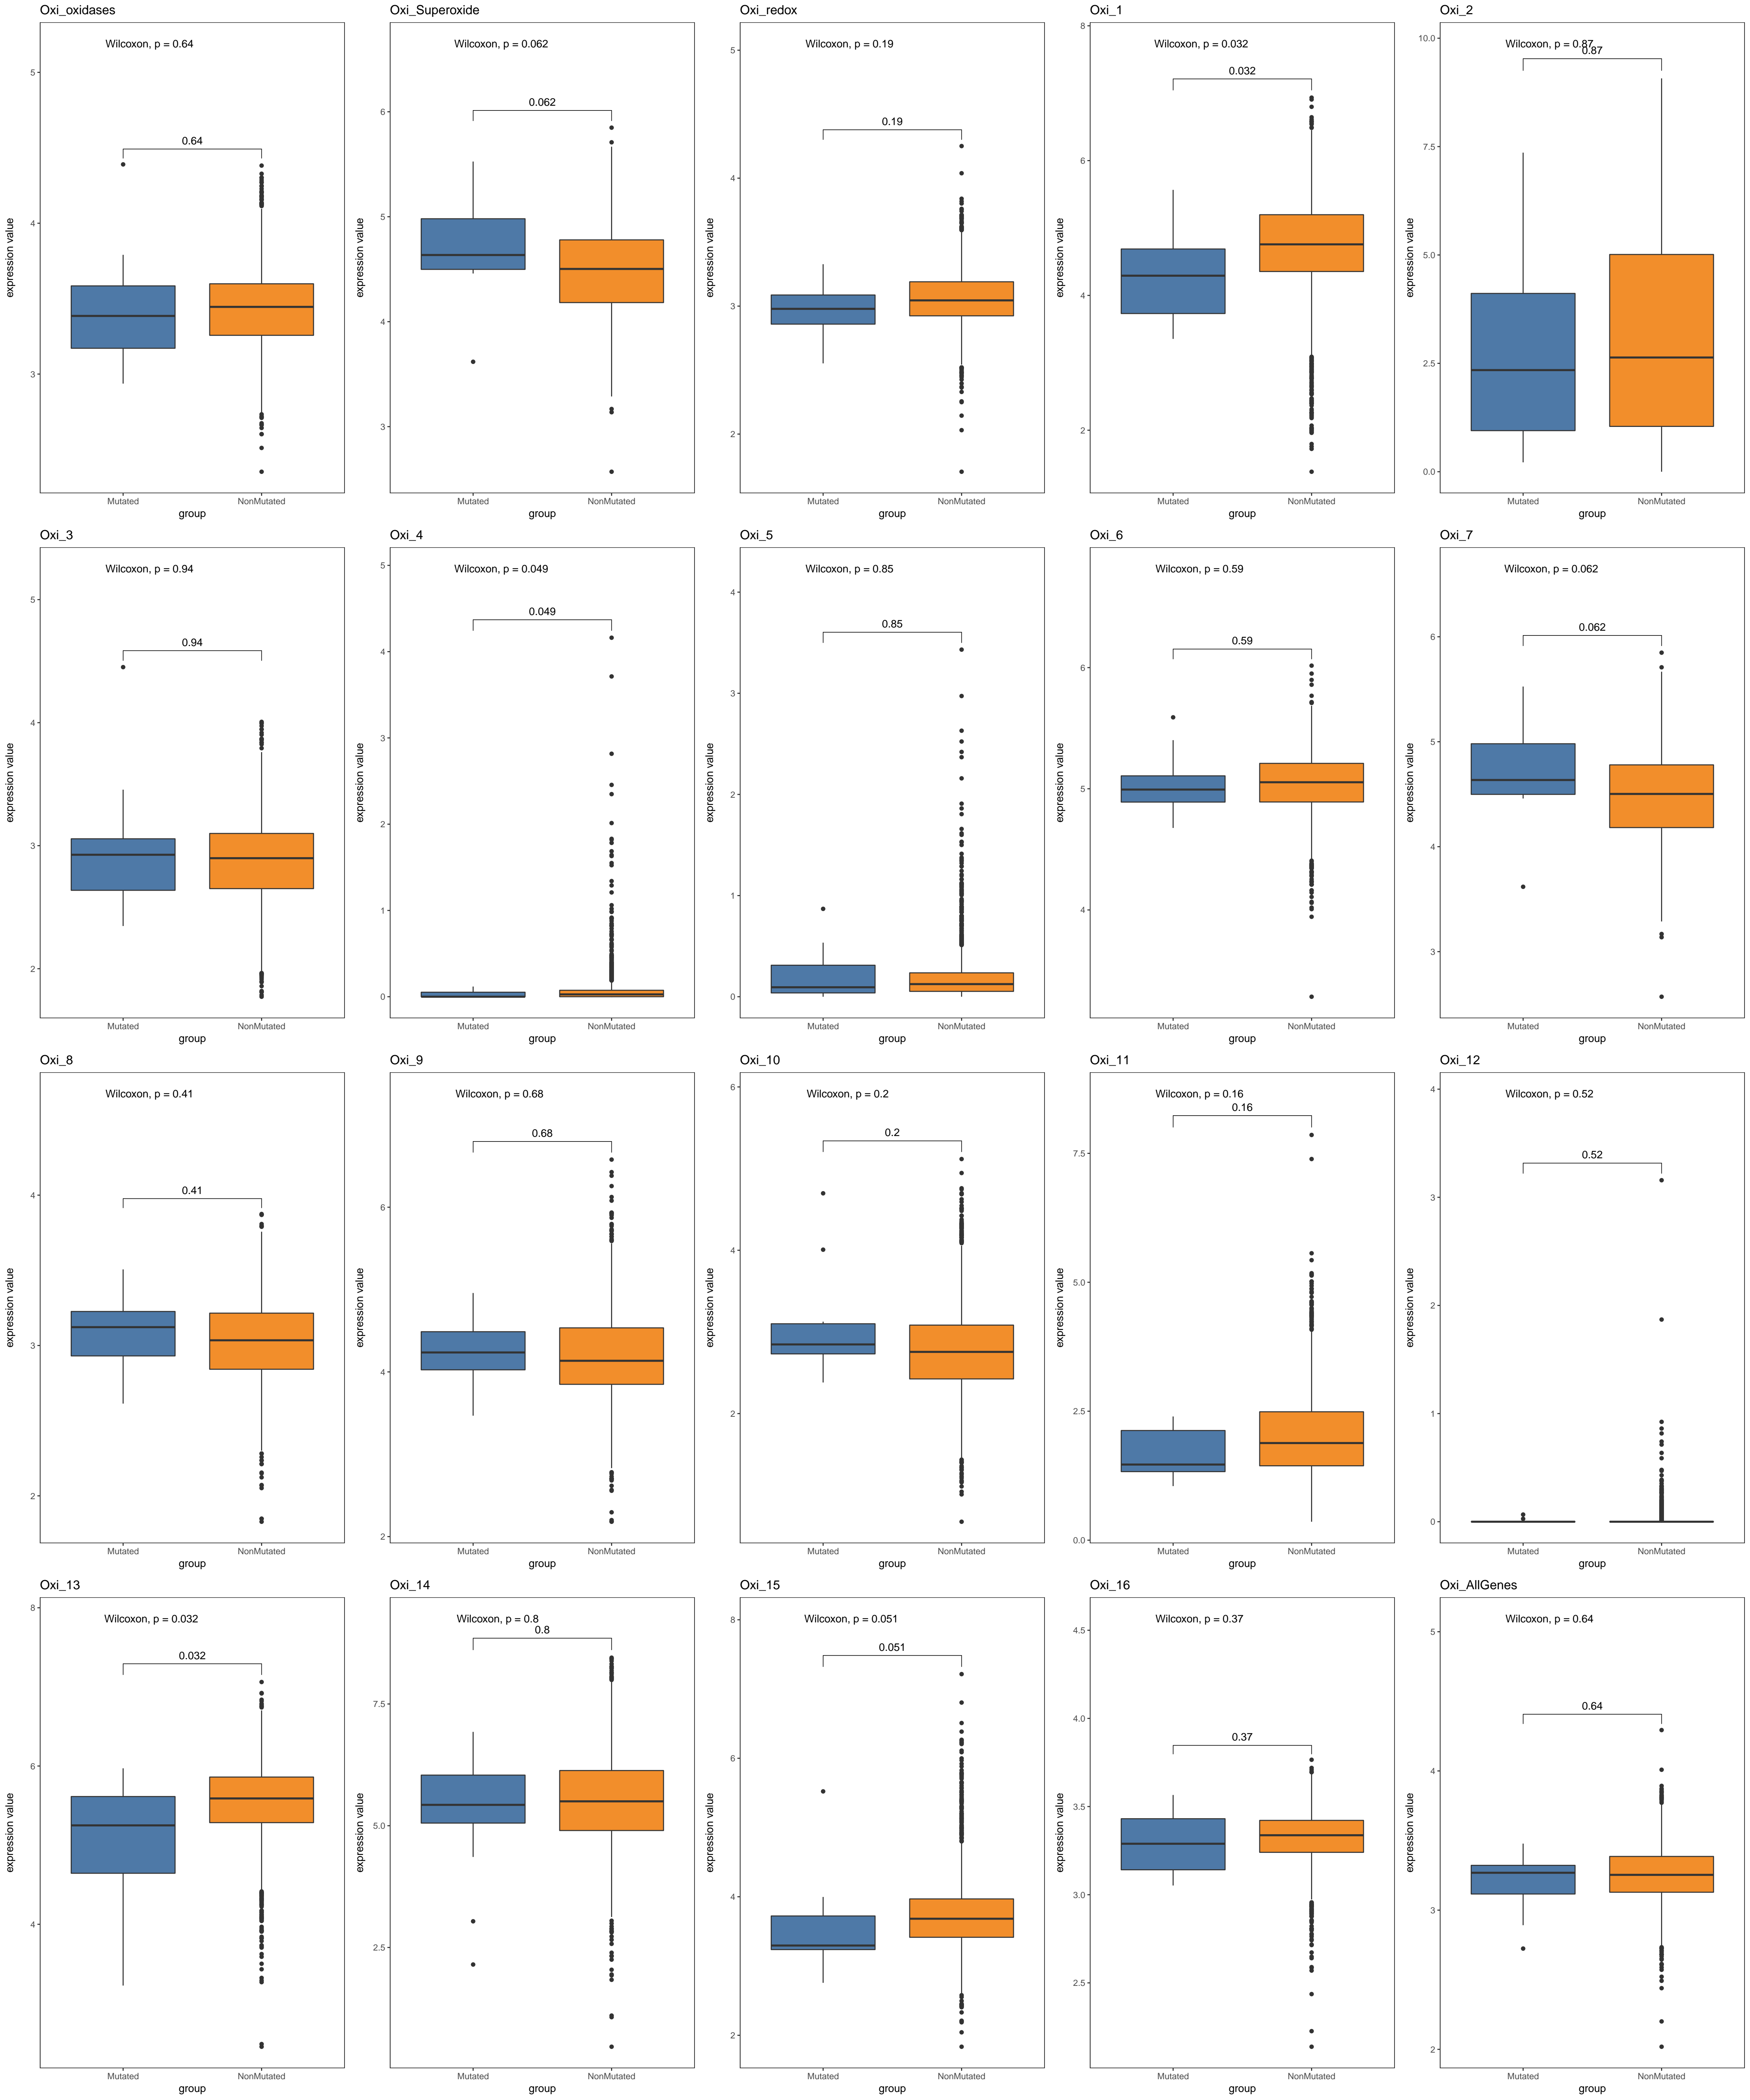 Oxi_oxidases
Wilcoxon, p = 0.64
0.64
5
4
3
expression value
Mutated
NonMutated
group
Oxi_Superoxide
Wilcoxon, p = 0.062
0.062
6
5
4
3
expression value
Mutated
NonMutated
group
Oxi_redox
Wilcoxon, p = 0.19
0.19
5
4
3
2
expression value
Mutated
NonMutated
group
Oxi_1
Wilcoxon, p = 0.032
0.032
8
6
4
2
expression value
Mutated
NonMutated
group
Oxi_2
Wilcoxon, p = 0.87
0.87
10.0
7.5
5.0
2.5
0.0
expression value
Mutated
NonMutated
group
Oxi_3
Wilcoxon, p = 0.94
0.94
5
4
3
2
expression value
Mutated
NonMutated
group
Oxi_4
Wilcoxon, p = 0.049
0.049
5
4
3
2
1
0
expression value
Mutated
NonMutated
group
Oxi_5
Wilcoxon, p = 0.85
0.85
4
3
2
1
0
expression value
Mutated
NonMutated
group
Oxi_6
Wilcoxon, p = 0.59
0.59
6
5
4
expression value
Mutated
NonMutated
group
Oxi_7
Wilcoxon, p = 0.062
0.062
6
5
4
3
expression value
Mutated
NonMutated
group
Oxi_8
Wilcoxon, p = 0.41
0.41
4
3
2
expression value
Mutated
NonMutated
group
Oxi_9
Wilcoxon, p = 0.68
0.68
6
4
2
expression value
Mutated
NonMutated
group
Oxi_10
Wilcoxon, p = 0.2
0.2
6
4
2
expression value
Mutated
NonMutated
group
Oxi_11
Wilcoxon, p = 0.16
0.16
7.5
5.0
2.5
0.0
expression value
Mutated
NonMutated
group
Oxi_12
Wilcoxon, p = 0.52
0.52
4
3
2
1
0
expression value
Mutated
NonMutated
group
Oxi_13
Wilcoxon, p = 0.032
0.032
8
6
4
expression value
Mutated
NonMutated
group
Oxi_14
Wilcoxon, p = 0.8
0.8
7.5
5.0
2.5
expression value
Mutated
NonMutated
group
Oxi_15
Wilcoxon, p = 0.051
0.051
8
6
4
2
expression value
Mutated
NonMutated
group
Oxi_16
Wilcoxon, p = 0.37
0.37
4.5
4.0
3.5
3.0
2.5
expression value
Mutated
NonMutated
group
Oxi_AllGenes
Wilcoxon, p = 0.64
0.64
5
4
3
2
expression value
Mutated
NonMutated
group